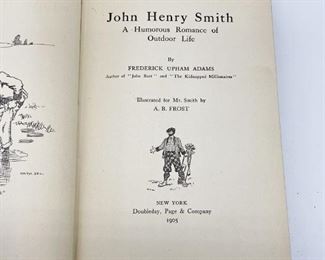 John Henry Smith
A Humorous Romance of
Outdoor Life
By
FREDERICK UPHAM ADAMS
Author of "John Burt" and "The Kidnapped Millionaires"
Illustrated for Mr. Smith by
A. B. FROST
NEW YORK
Doubleday, Page & Company
1905